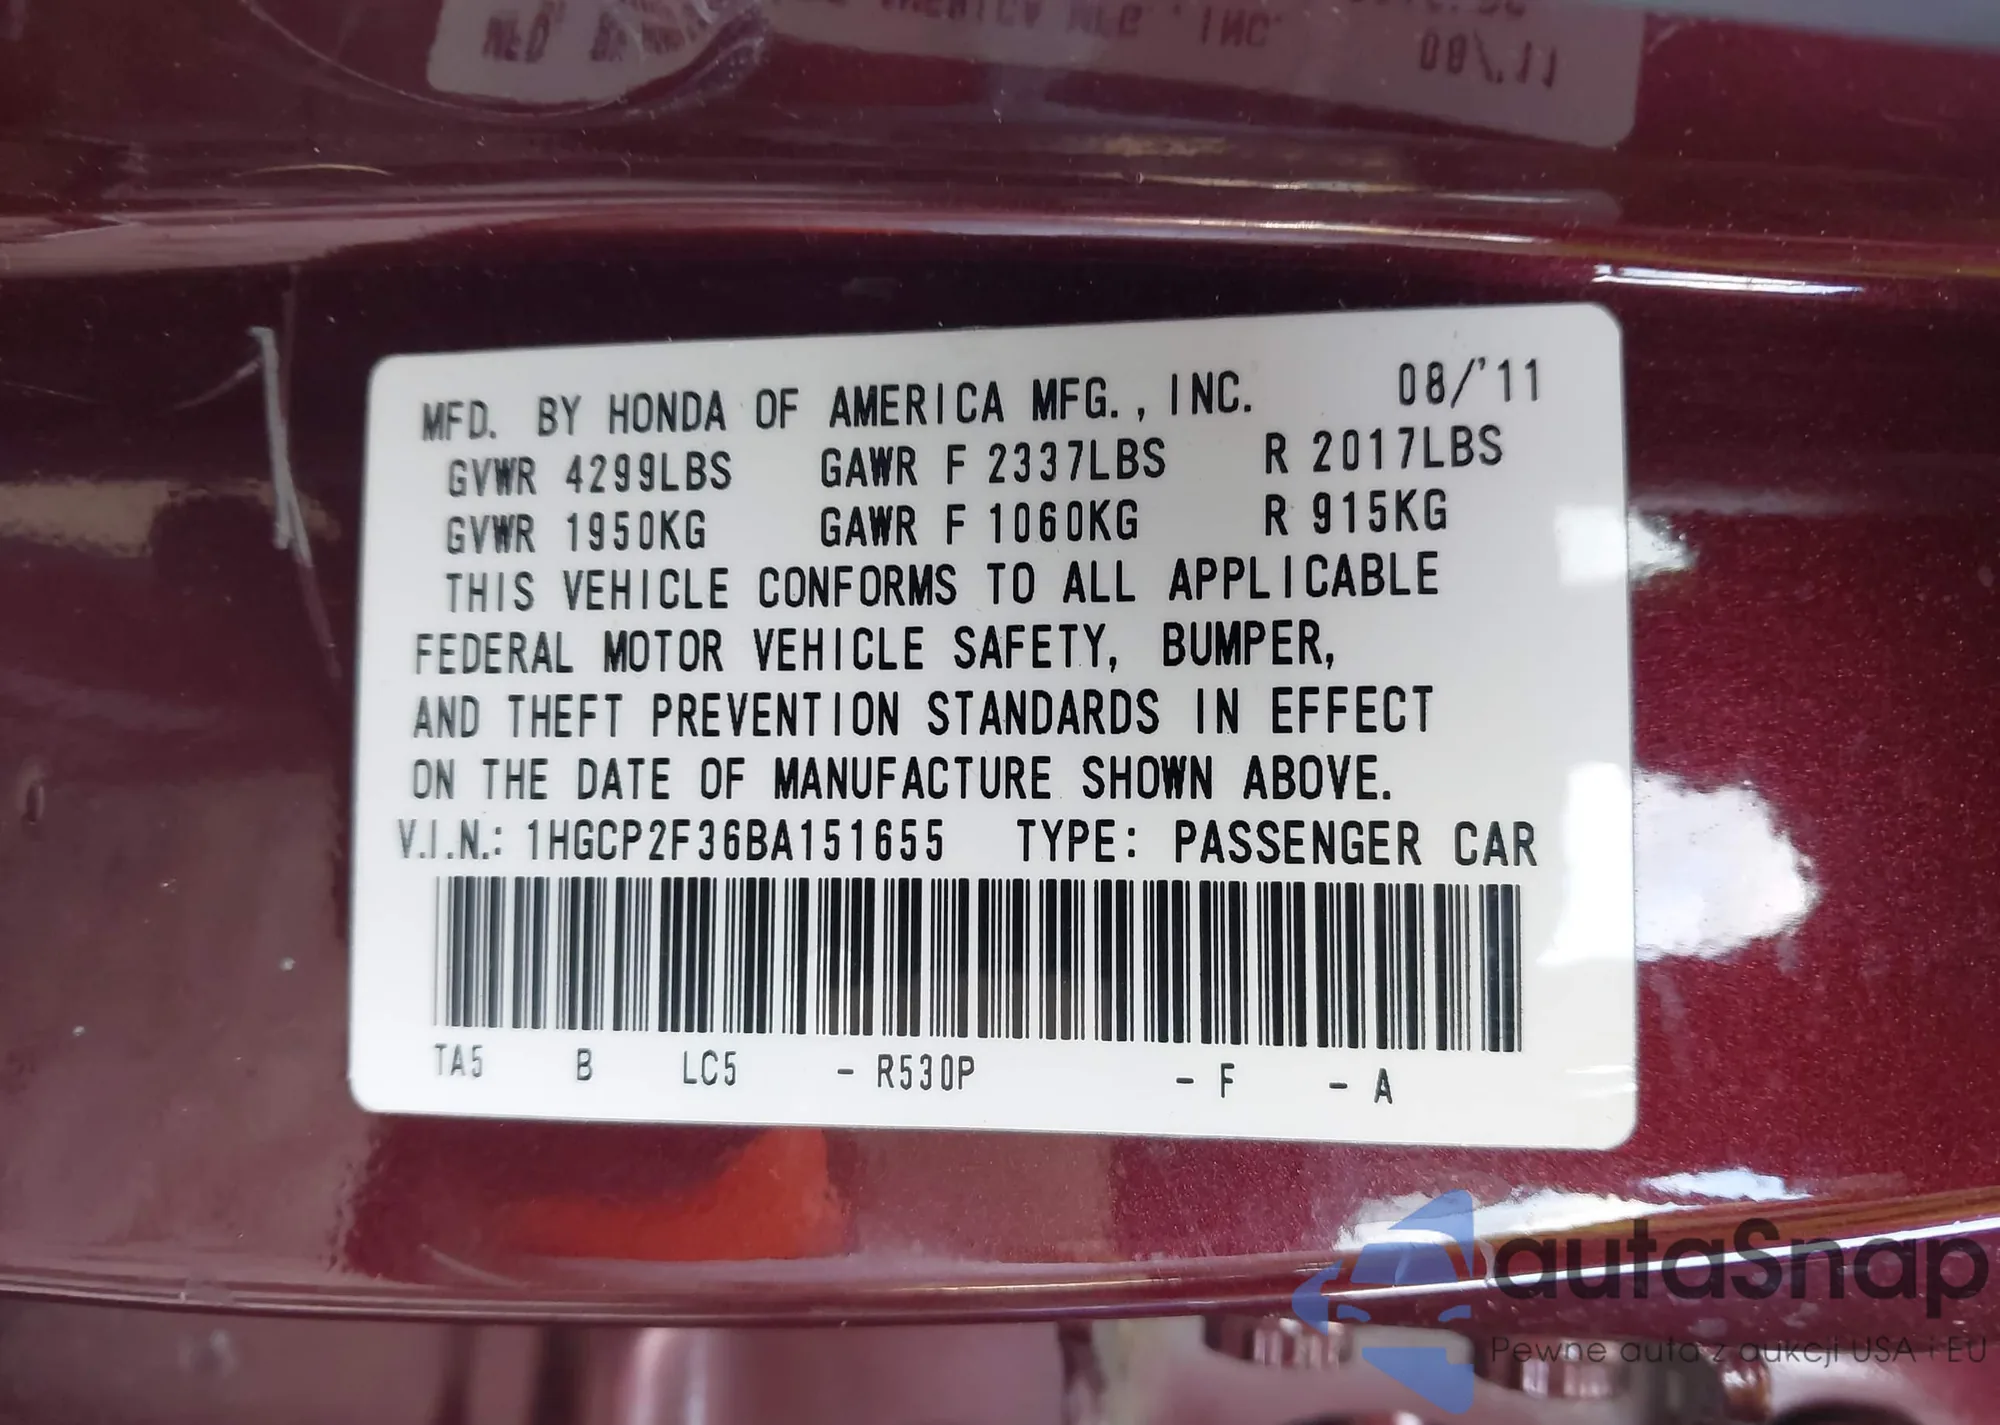 MFD. BY HONDA OF AMERICA MFG., INC. 08/'11
GVWR 4299LBS GAWR F 2337LBS R 2017LBS
GVWR 1950KG GAWR F 1060KG R 915KG
THIS VEHICLE CONFORMS TO ALL APPLICABLE
FEDERAL MOTOR VEHICLE SAFETY, BUMPER,
AND THEFT PREVENTION STANDARDS IN EFFECT
ON THE DATE OF MANUFACTURE SHOWN ABOVE.
V.I.N.: 1HGCP2F36BA151655 TYPE: PASSENGER CAR
TA5 B LC5 - R530P - F - A
autaSnap
Pewne auta z aukcji USA i EU